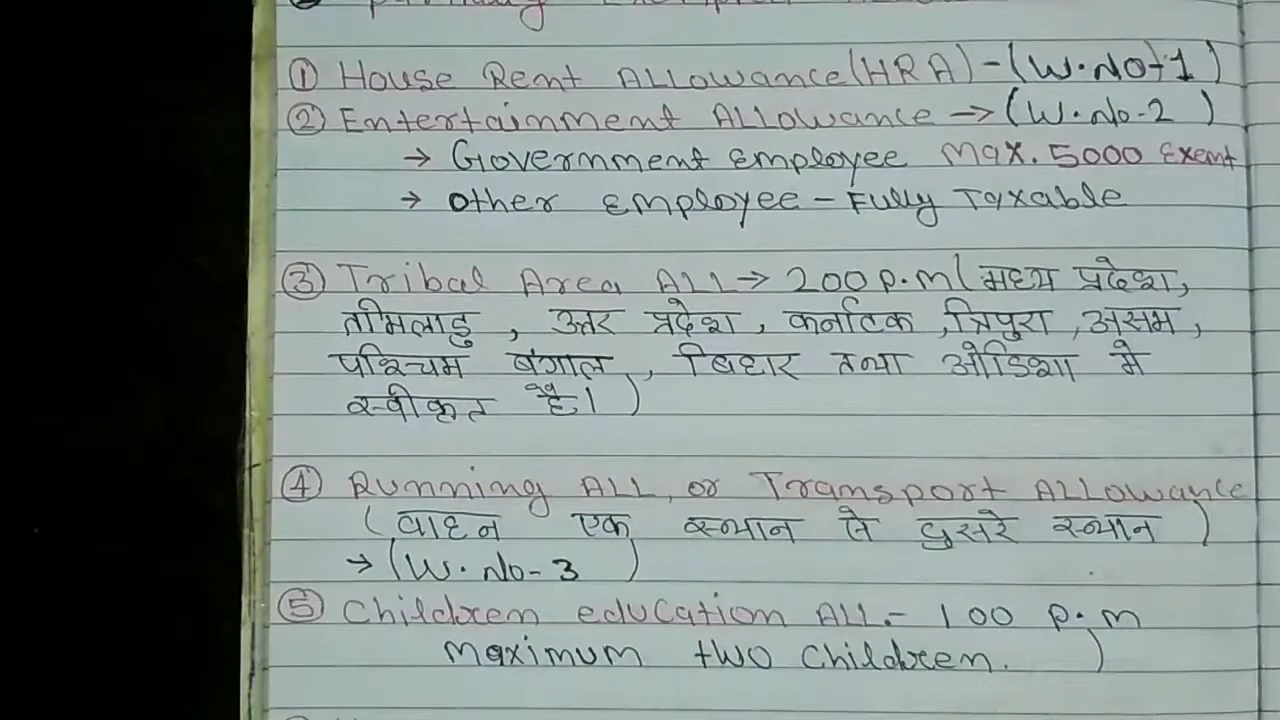 ① House Rent Allowance (HRA) - (W.No-1)
② Entertainment Allowance → (W.No-2)
→ Government Employee Max. 5000 Exemt
→ Other Employee - Fully Taxable
③ Tribal Area All → 200 p.m (मध्य प्रदेश,
तमिलाडु, उत्तर प्रदेश, कर्नाटक, त्रिपुरा, असम,
पश्चिम बंगाल, बिहार तथा ओडिशा मे
स्वीकृत है।)
④ Running All. or Transport Allowance
(वाहन एक स्थान से दुसरे स्थान)
→ (W.No-3)
⑤ Children education All. - 100 p.m
maximum two children. )